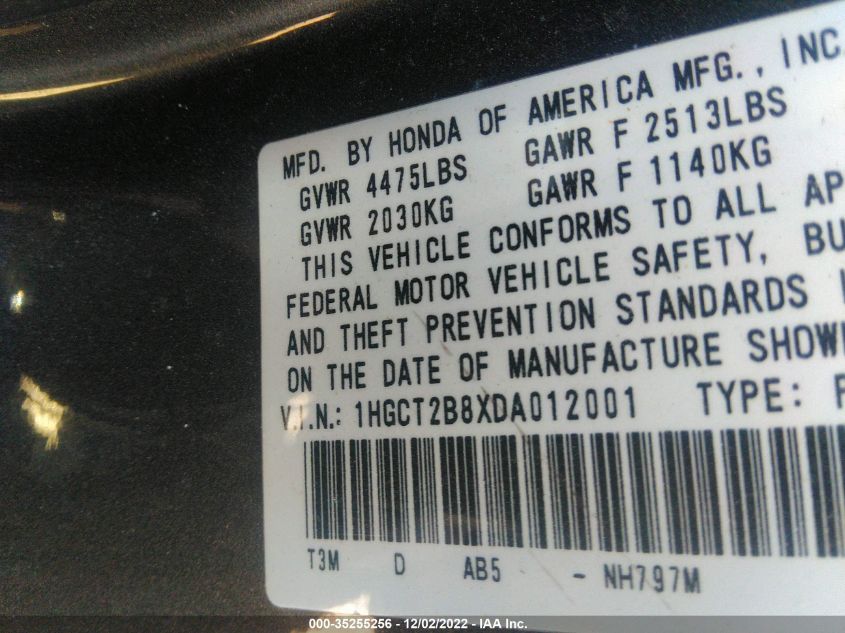 MFD. BY HONDA OF AMERICA MFG., INC.
GVWR 4475LBS GAWR F 2513LBS
GVWR 2030KG GAWR F 1140KG
THIS VEHICLE CONFORMS TO ALL AP
FEDERAL MOTOR VEHICLE SAFETY, BU
AND THEFT PREVENTION STANDARDS
ON THE DATE OF MANUFACTURE SHOW
V.I.N.: 1HGCT2B8XDA012001 TYPE: P
T3M D AB5 - NH797M
000-35255256 - 12/02/2022 - IAA Inc.